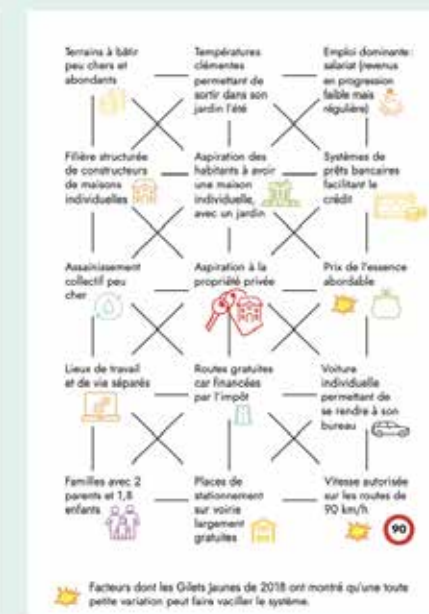 Terrains à bâtir
peu chers et
abondants
Températures
clémentes
permettant de
sortir dans son
jardin l'été
Emploi dominante :
salariat (revenus
en progression
faible mais
régulière)
Filière structurée
de constructeurs
de maisons
individuelles
Aspiration des
habitants à avoir
une maison
individuelle,
avec un jardin
Systèmes de
prêts bancaires
facilitant le
crédit
Assainissement
collectif peu
cher
Aspiration à la
propriété privée
Prix de l'essence
abordable
Lieux de travail
et de vie séparés
Routes gratuites
car financées
par l'impôt
Voiture
individuelle
permettant de
se rendre à son
bureau
Familles avec 2
parents et 1,8
enfants
Places de
stationnement
sur voirie
largement
gratuites
Vitesse autorisée
sur les routes de
90 km/h
90
Facteurs dont les Gilets Jaunes de 2018 ont montré qu'une toute
petite variation peut faire vaciller le système.